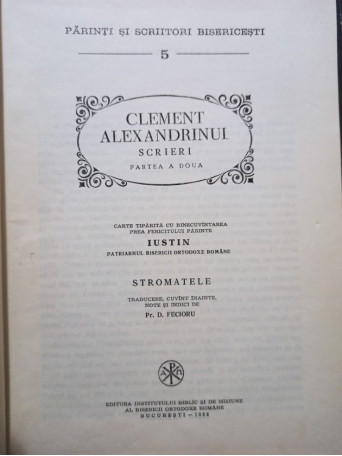 PĂRINȚI ȘI SCRIITORI BISERICEȘTI
5
CLEMENT
ALEXANDRINUL
SCRIERI
PARTEA A DOUA
CARTE TIPĂRITĂ CU BINECUVÎNTAREA
PREA FERICITULUI PĂRINTE
IUSTIN
PATRIARHUL BISERICII ORTODOXE ROMÂNE
STROMATELE
TRADUCERE, CUVÎNT ÎNAINTE,
NOTE ȘI INDICI DE
Pr. D. FECIORU
EDITURA INSTITUTULUI BIBLIC ȘI DE MISIUNE
AL BISERICII ORTODOXE ROMÂNE
BUCUREȘTI —